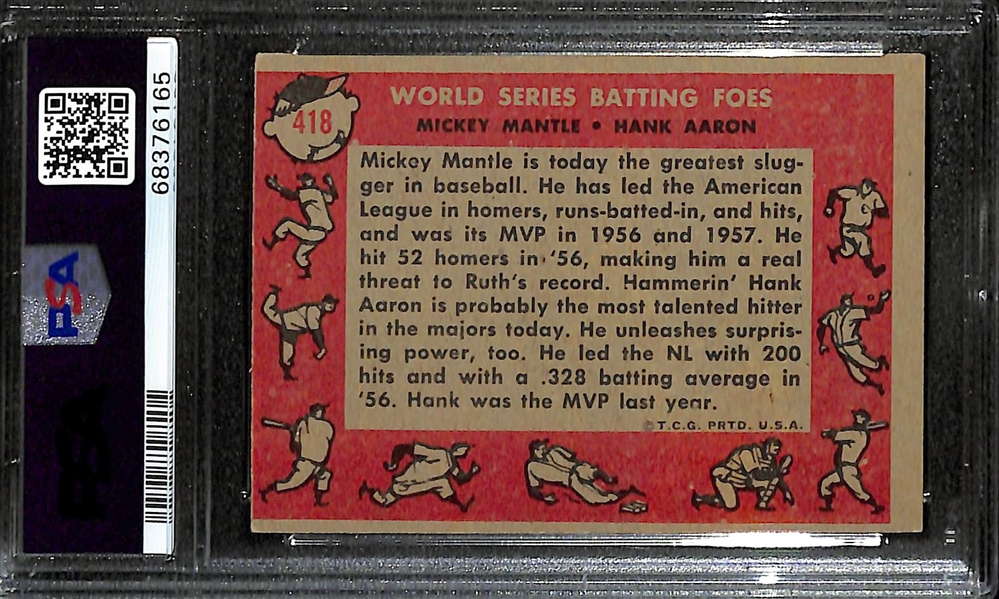 68376165
PSA
PSA
418
WORLD SERIES BATTING FOES
MICKEY MANTLE • HANK AARON
Mickey Mantle is today the greatest slug-
ger in baseball. He has led the American
League in homers, runs-batted-in, and hits,
and was its MVP in 1956 and 1957. He
hit 52 homers in '56, making him a real
threat to Ruth's record. Hammerin' Hank
Aaron is probably the most talented hitter
in the majors today. He unleashes surpris-
ing power, too. He led the NL with 200
hits and with a .328 batting average in
'56. Hank was the MVP last year.
© T.C.G. PRTD. U.S.A.